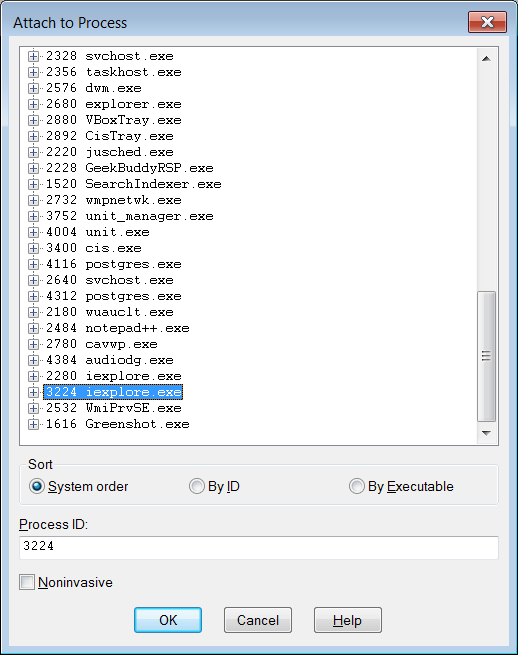 Attach to Process
2328 svchost.exe
2356 taskhost.exe
2576 dwm.exe
2680 explorer.exe
2880 VBoxTray.exe
2892 CisTray.exe
2220 jusched.exe
2228 GeekBuddyRSP.exe
1520 SearchIndexer.exe
2732 wmpnetwk.exe
3752 unit_manager.exe
4004 unit.exe
3400 cis.exe
4116 postgres.exe
2640 svchost.exe
4312 postgres.exe
2180 wuauclt.exe
2484 notepad++.exe
2780 cavwp.exe
4384 audiodg.exe
2280 iexplore.exe
3224 iexplore.exe
2532 WmiPrvSE.exe
1616 Greenshot.exe
Sort
System order By ID By Executable
Process ID:
3224
Noninvasive
OK Cancel Help